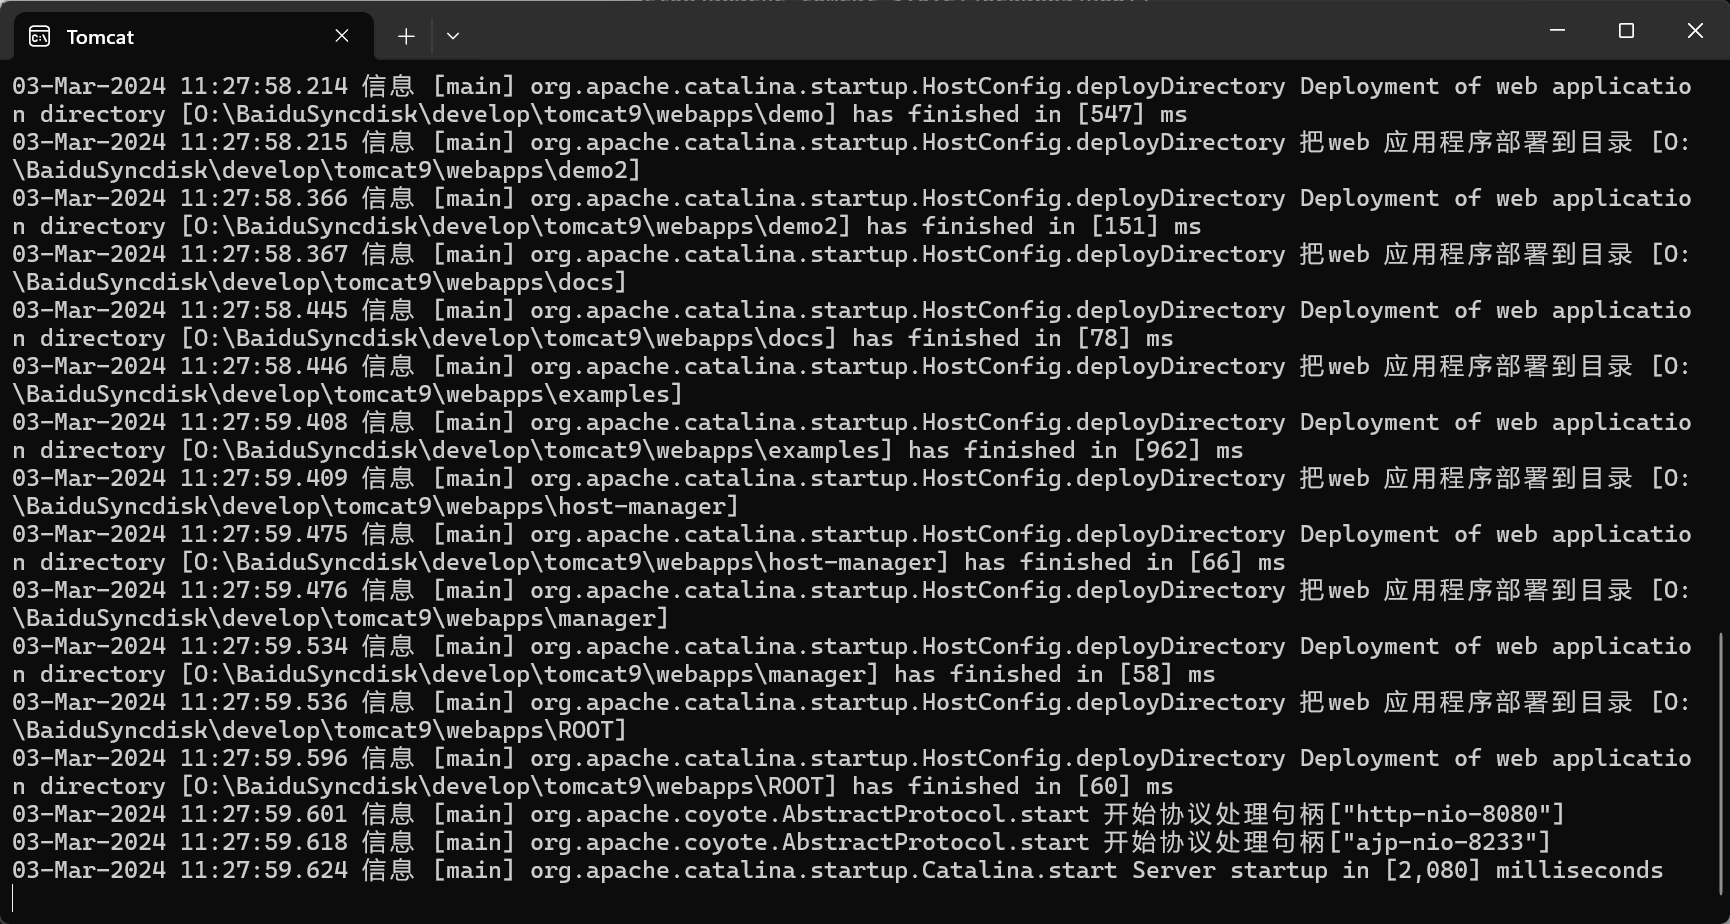 Tomcat
03-Mar-2024 11:27:58.214 信息 [main] org.apache.catalina.startup.HostConfig.deployDirectory Deployment of web applicatio
n directory [O:\BaiduSyncdisk\develop\tomcat9\webapps\demo] has finished in [547] ms
03-Mar-2024 11:27:58.215 信息 [main] org.apache.catalina.startup.HostConfig.deployDirectory 把web 应用程序部署到目录 [O:
\BaiduSyncdisk\develop\tomcat9\webapps\demo2]
03-Mar-2024 11:27:58.366 信息 [main] org.apache.catalina.startup.HostConfig.deployDirectory Deployment of web applicatio
n directory [O:\BaiduSyncdisk\develop\tomcat9\webapps\demo2] has finished in [151] ms
03-Mar-2024 11:27:58.367 信息 [main] org.apache.catalina.startup.HostConfig.deployDirectory 把web 应用程序部署到目录 [O:
\BaiduSyncdisk\develop\tomcat9\webapps\docs]
03-Mar-2024 11:27:58.445 信息 [main] org.apache.catalina.startup.HostConfig.deployDirectory Deployment of web applicatio
n directory [O:\BaiduSyncdisk\develop\tomcat9\webapps\docs] has finished in [78] ms
03-Mar-2024 11:27:58.446 信息 [main] org.apache.catalina.startup.HostConfig.deployDirectory 把web 应用程序部署到目录 [O:
\BaiduSyncdisk\develop\tomcat9\webapps\examples]
03-Mar-2024 11:27:59.408 信息 [main] org.apache.catalina.startup.HostConfig.deployDirectory Deployment of web applicatio
n directory [O:\BaiduSyncdisk\develop\tomcat9\webapps\examples] has finished in [962] ms
03-Mar-2024 11:27:59.409 信息 [main] org.apache.catalina.startup.HostConfig.deployDirectory 把web 应用程序部署到目录 [O:
\BaiduSyncdisk\develop\tomcat9\webapps\host-manager]
03-Mar-2024 11:27:59.475 信息 [main] org.apache.catalina.startup.HostConfig.deployDirectory Deployment of web applicatio
n directory [O:\BaiduSyncdisk\develop\tomcat9\webapps\host-manager] has finished in [66] ms
03-Mar-2024 11:27:59.476 信息 [main] org.apache.catalina.startup.HostConfig.deployDirectory 把web 应用程序部署到目录 [O:
\BaiduSyncdisk\develop\tomcat9\webapps\manager]
03-Mar-2024 11:27:59.534 信息 [main] org.apache.catalina.startup.HostConfig.deployDirectory Deployment of web applicatio
n directory [O:\BaiduSyncdisk\develop\tomcat9\webapps\manager] has finished in [58] ms
03-Mar-2024 11:27:59.536 信息 [main] org.apache.catalina.startup.HostConfig.deployDirectory 把web 应用程序部署到目录 [O:
\BaiduSyncdisk\develop\tomcat9\webapps\ROOT]
03-Mar-2024 11:27:59.596 信息 [main] org.apache.catalina.startup.HostConfig.deployDirectory Deployment of web applicatio
n directory [O:\BaiduSyncdisk\develop\tomcat9\webapps\ROOT] has finished in [60] ms
03-Mar-2024 11:27:59.601 信息 [main] org.apache.coyote.AbstractProtocol.start 开始协议处理句柄["http-nio-8080"]
03-Mar-2024 11:27:59.618 信息 [main] org.apache.coyote.AbstractProtocol.start 开始协议处理句柄["ajp-nio-8233"]
03-Mar-2024 11:27:59.624 信息 [main] org.apache.catalina.startup.Catalina.start Server startup in [2,080] milliseconds